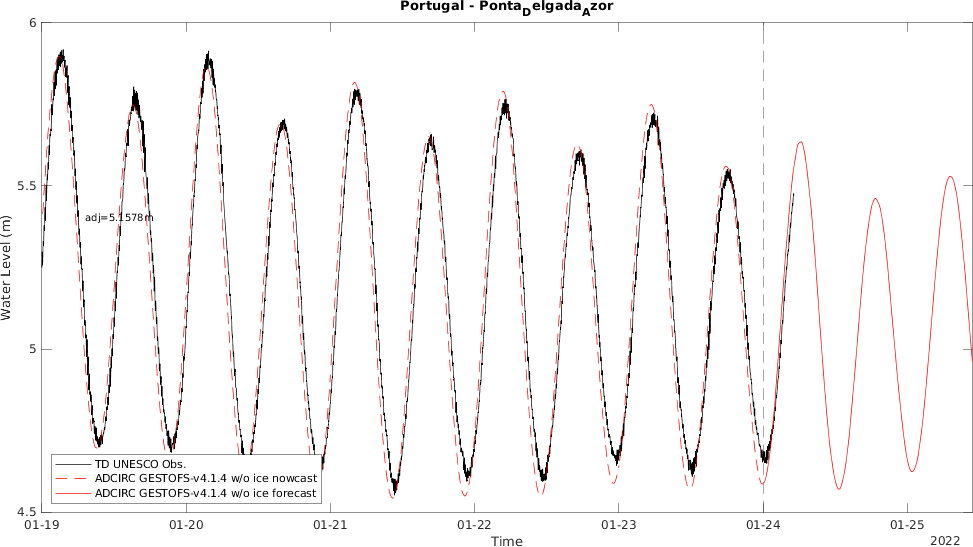 Portugal - Ponta_Delgada_Azor
6
5.5
5
4.5
Water Level (m)
adj=5.1578m
TD UNESCO Obs.
ADCIRC GESTOFS-v4.1.4 w/o ice nowcast
ADCIRC GESTOFS-v4.1.4 w/o ice forecast
01-19 01-20 01-21 01-22 01-23 01-24 01-25
Time
2022